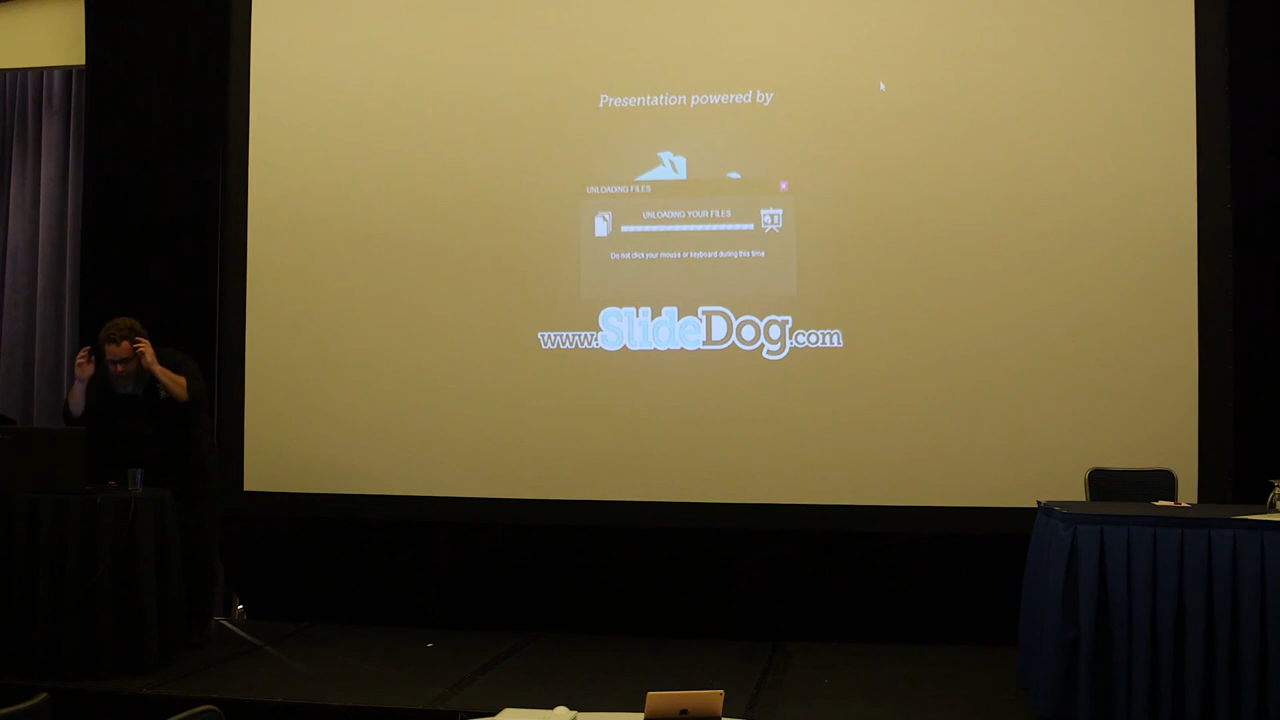 Presentation powered by
UNLOADING FILES
UNLOADING YOUR FILES
Do not click your mouse or keyboard during this time
www.SlideDog.com